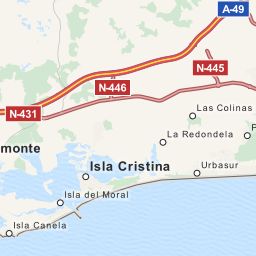 A-49
N-445
N-446
N-431
Las Colinas
La Redondela
monte
Isla Cristina
Urbasur
Isla del Moral
Isla Canela